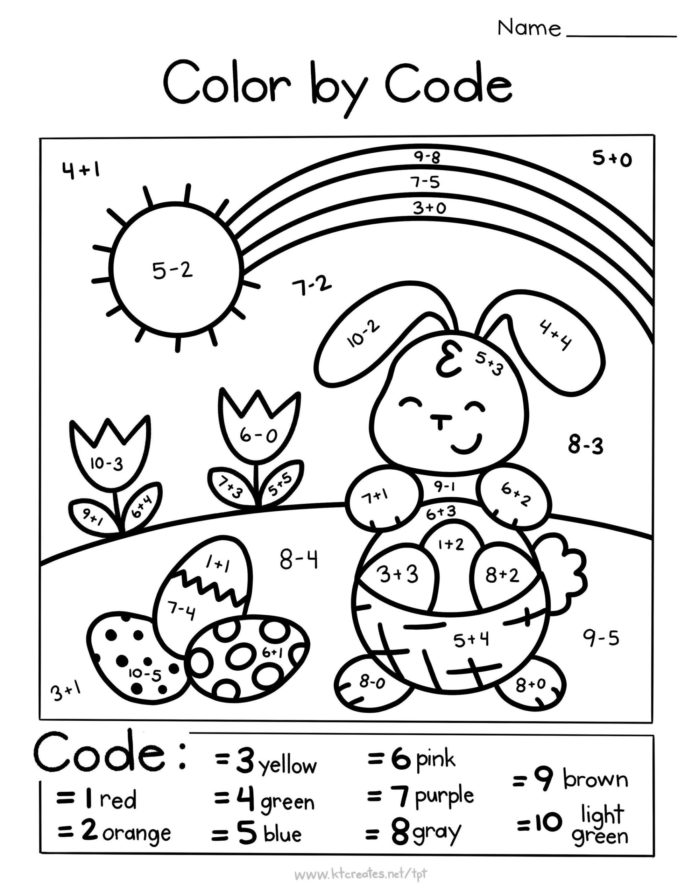 Name
Color by Code
4+1
9-8
5+0
7-5
3+0
5-2
7-2
10-2
4+4
5+3
6-0
10-3
8-3
7+3
5+5
9+1
6+4
7+1
9-1
6+2
6+3
1+2
1+1
8-4
3+3
8+2
7-4
9-5
5+4
6+1
10-5
3+1
8-0
8+0
Code:
=1 red
=2 orange
=3 yellow
=4 green
=5 blue
=6 pink
=7 purple
=8 gray
=9 brown
=10 light
green
www.ktcreates.net/tpt